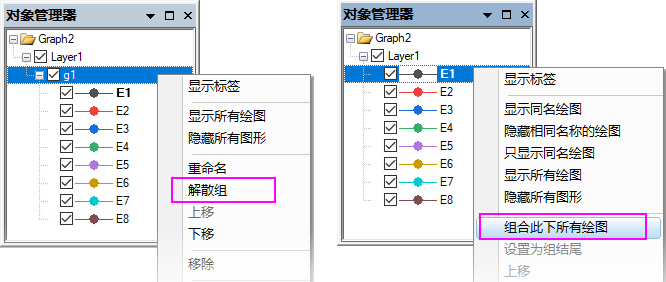 对象管理器
Graph2
Layer1
g1
E1
E2
E3
E4
E5
E6
E7
E8
显示标签
显示所有绘图
隐藏所有图形
重命名
解散组
上移
下移
移除
对象管理器
Graph2
Layer1
E1
E2
E3
E4
E5
E6
E7
E8
显示标签
显示同名绘图
隐藏相同名称的绘图
只显示同名绘图
显示所有绘图
隐藏所有图形
组合此下所有绘图
设置为组结尾
上移